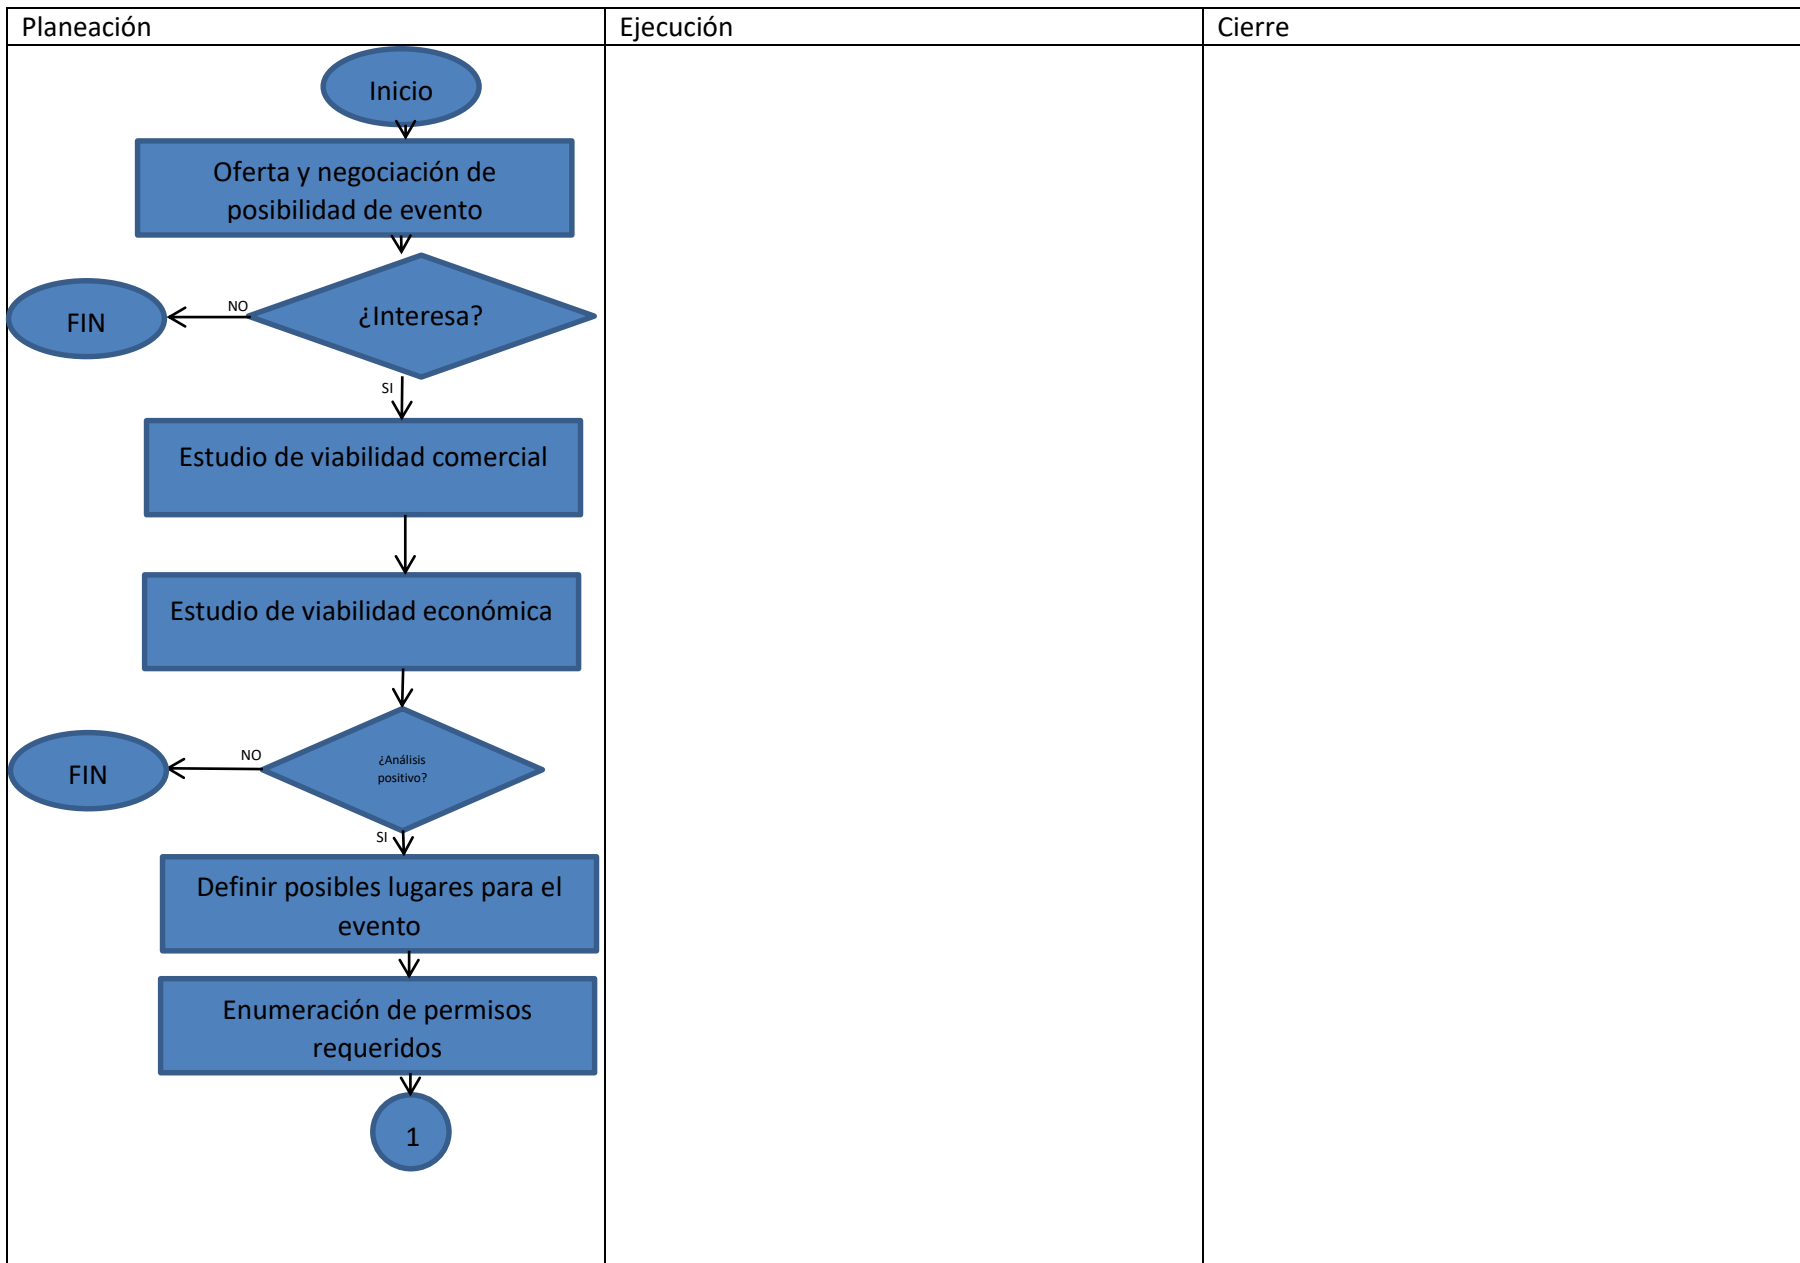 Planeación
Ejecución
Cierre
Inicio
Oferta y negociación de
posibilidad de evento
¿Interesa?
NO
FIN
SI
Estudio de viabilidad comercial
Estudio de viabilidad económica
¿Análisis
positivo?
NO
FIN
SI
Definir posibles lugares para el
evento
Enumeración de permisos
requeridos
1